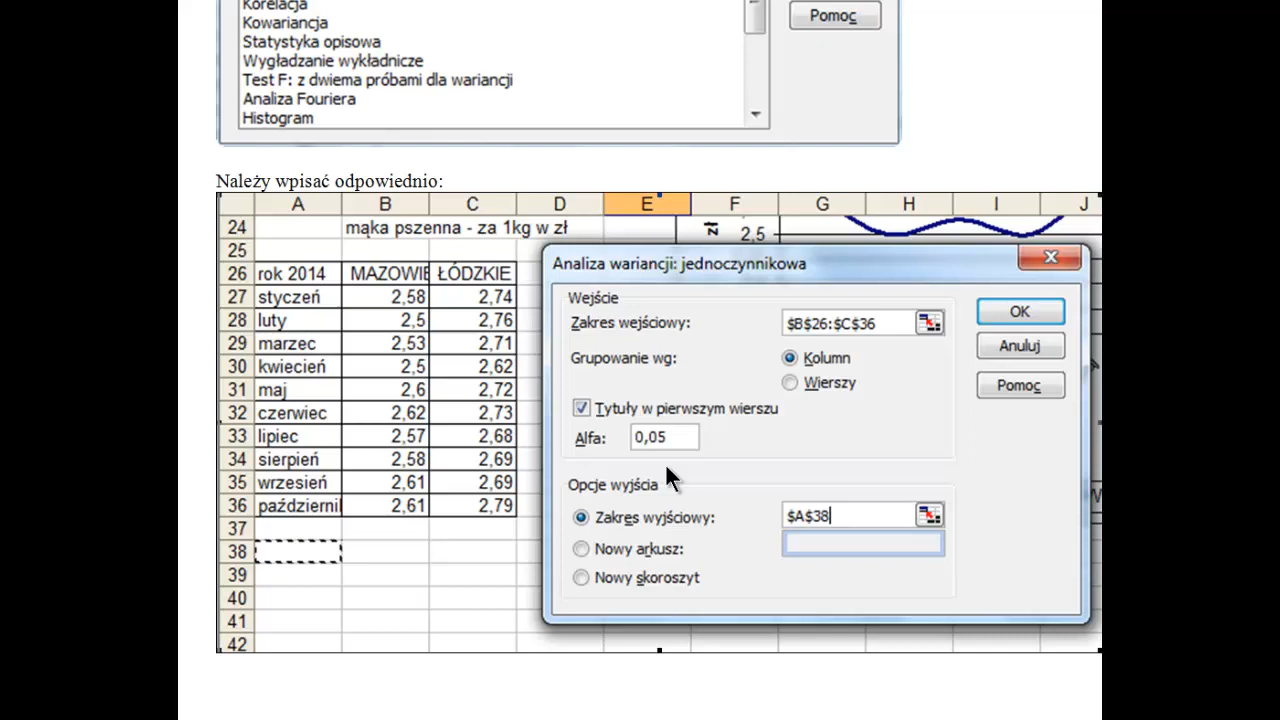 Korelacja
Kowariancja
Statystyka opisowa
Wygładzanie wykładnicze
Test F: z dwiema próbami dla wariancji
Analiza Fouriera
Histogram
Pomoc
Należy wpisać odpowiednio:
A B C D E F G H I J
24 mąka pszenna - za 1kg w zł
25
26 rok 2014 MAZOWIE ŁÓDZKIE
27 styczeń 2,58 2,74
28 luty 2,5 2,76
29 marzec 2,53 2,71
30 kwiecień 2,5 2,62
31 maj 2,6 2,72
32 czerwiec 2,62 2,73
33 lipiec 2,57 2,68
34 sierpień 2,58 2,69
35 wrzesień 2,61 2,69
36 październil 2,61 2,79
37
38
39
40
41
42
2,5
Analiza wariancji: jednoczynnikowa
Wejście
Zakres wejściowy: $B$26:$C$36
Grupowanie wg: Kolumn
Wierszy
Tytuły w pierwszym wierszu
Alfa: 0,05
Opcje wyjścia
Zakres wyjściowy: $A$38
Nowy arkusz:
Nowy skoroszyt
OK
Anuluj
Pomoc